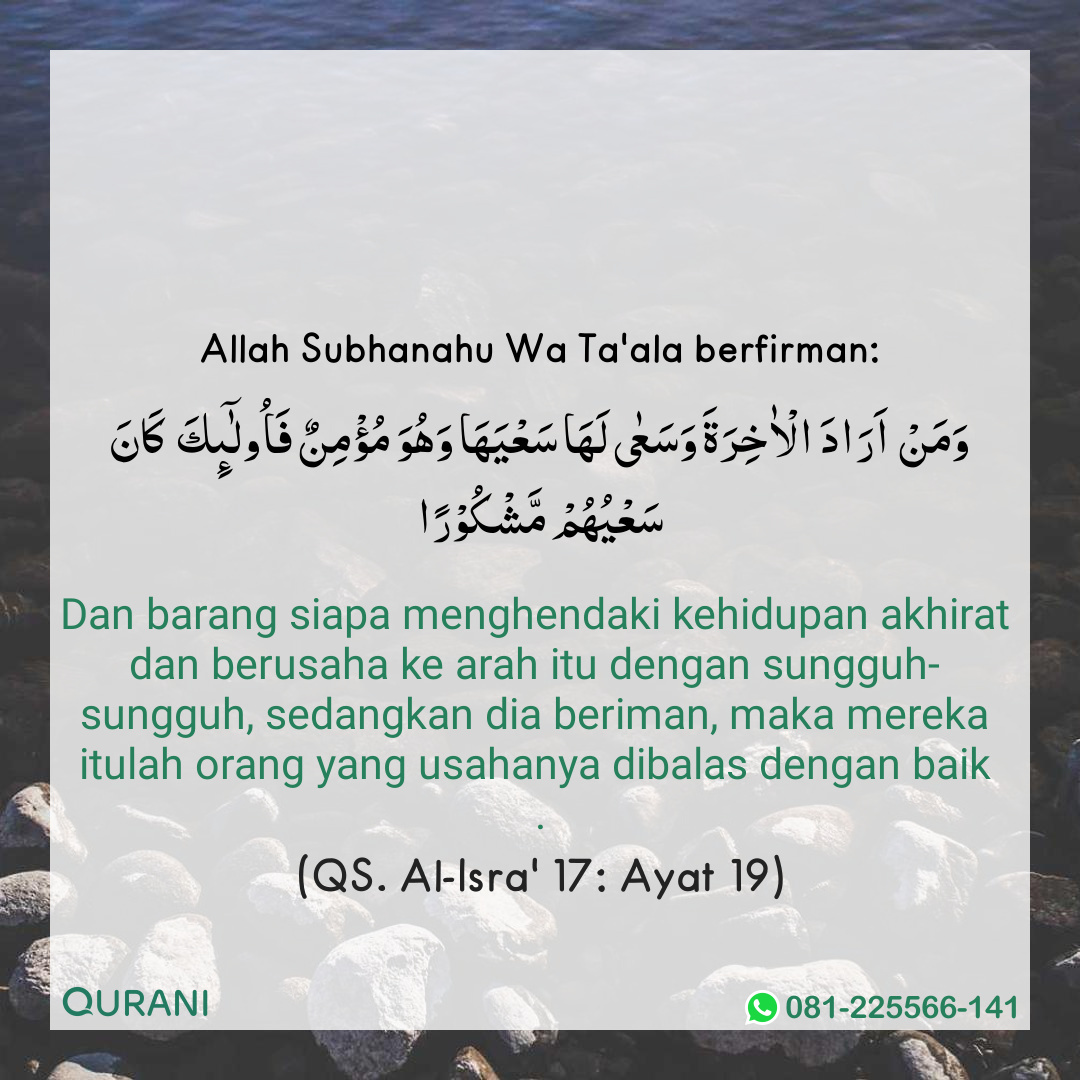 Allah Subhanahu Wa Ta'ala berfirman:
وَمَنْ اَرَادَ الْاٰخِرَةَ وَسَعٰى لَهَا سَعْيَهَا وَهُوَ مُؤْمِنٌ فَاُولٰۤىِٕكَ كَانَ
سَعْيُهُمْ مَّشْكُوْرًا
Dan barang siapa menghendaki kehidupan akhirat
dan berusaha ke arah itu dengan sungguh-
sungguh, sedangkan dia beriman, maka mereka
itulah orang yang usahanya dibalas dengan baik
.
(QS. Al-Isra' 17: Ayat 19)
QURANI
081-225566-141